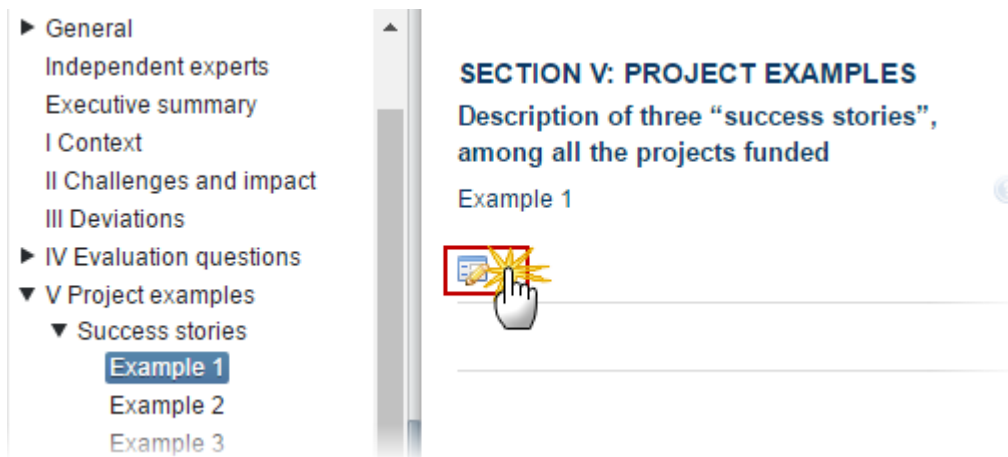 General
Independent experts
Executive summary
I Context
II Challenges and impact
III Deviations
IV Evaluation questions
V Project examples
Success stories
Example 1
Example 2
Example 3
SECTION V: PROJECT EXAMPLES
Description of three “success stories”,
among all the projects funded
Example 1